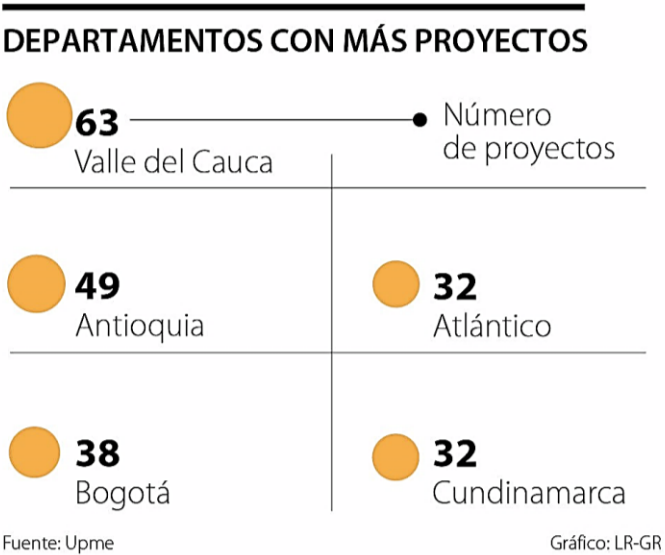 DEPARTAMENTOS CON MÁS PROYECTOS
63
Valle del Cauca
Número
de proyectos
49
Antioquia
32
Atlántico
38
Bogotá
32
Cundinamarca
Fuente: Upme
Gráfico: LR-GR